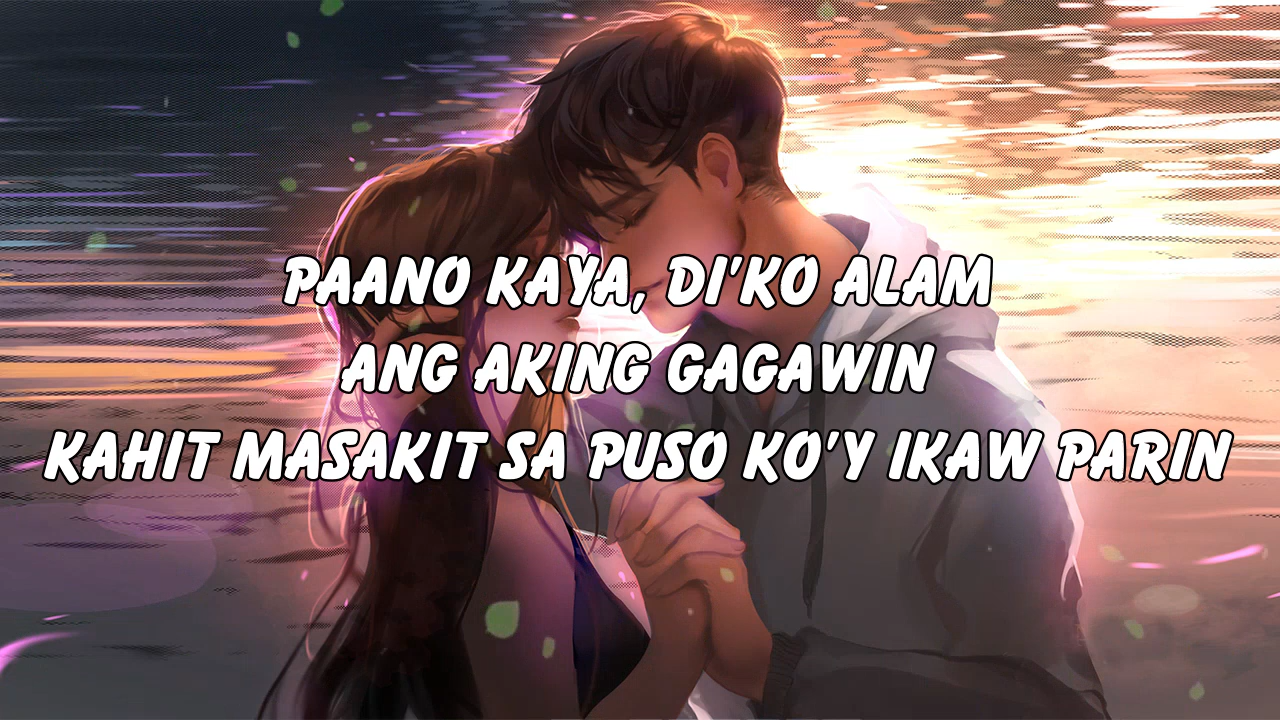 PAANO KAYA, DI'KO ALAM
ANG AKING GAGAWIN
KAHIT MASAKIT SA PUSO KO'Y IKAW PARIN